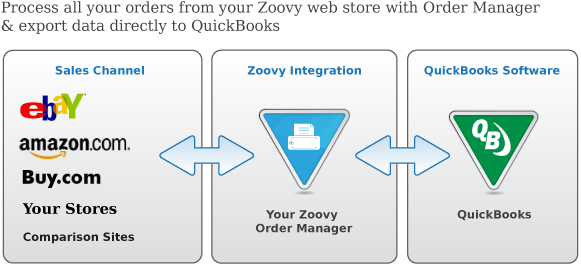 Process all your orders from your Zoovy web store with Order Manager
& export data directly to QuickBooks
Sales Channel
ebaY
amazon.com.
Buy.com
Your Stores
Comparison Sites
Zoovy Integration
Your Zoovy
Order Manager
QuickBooks Software
QB
QuickBooks